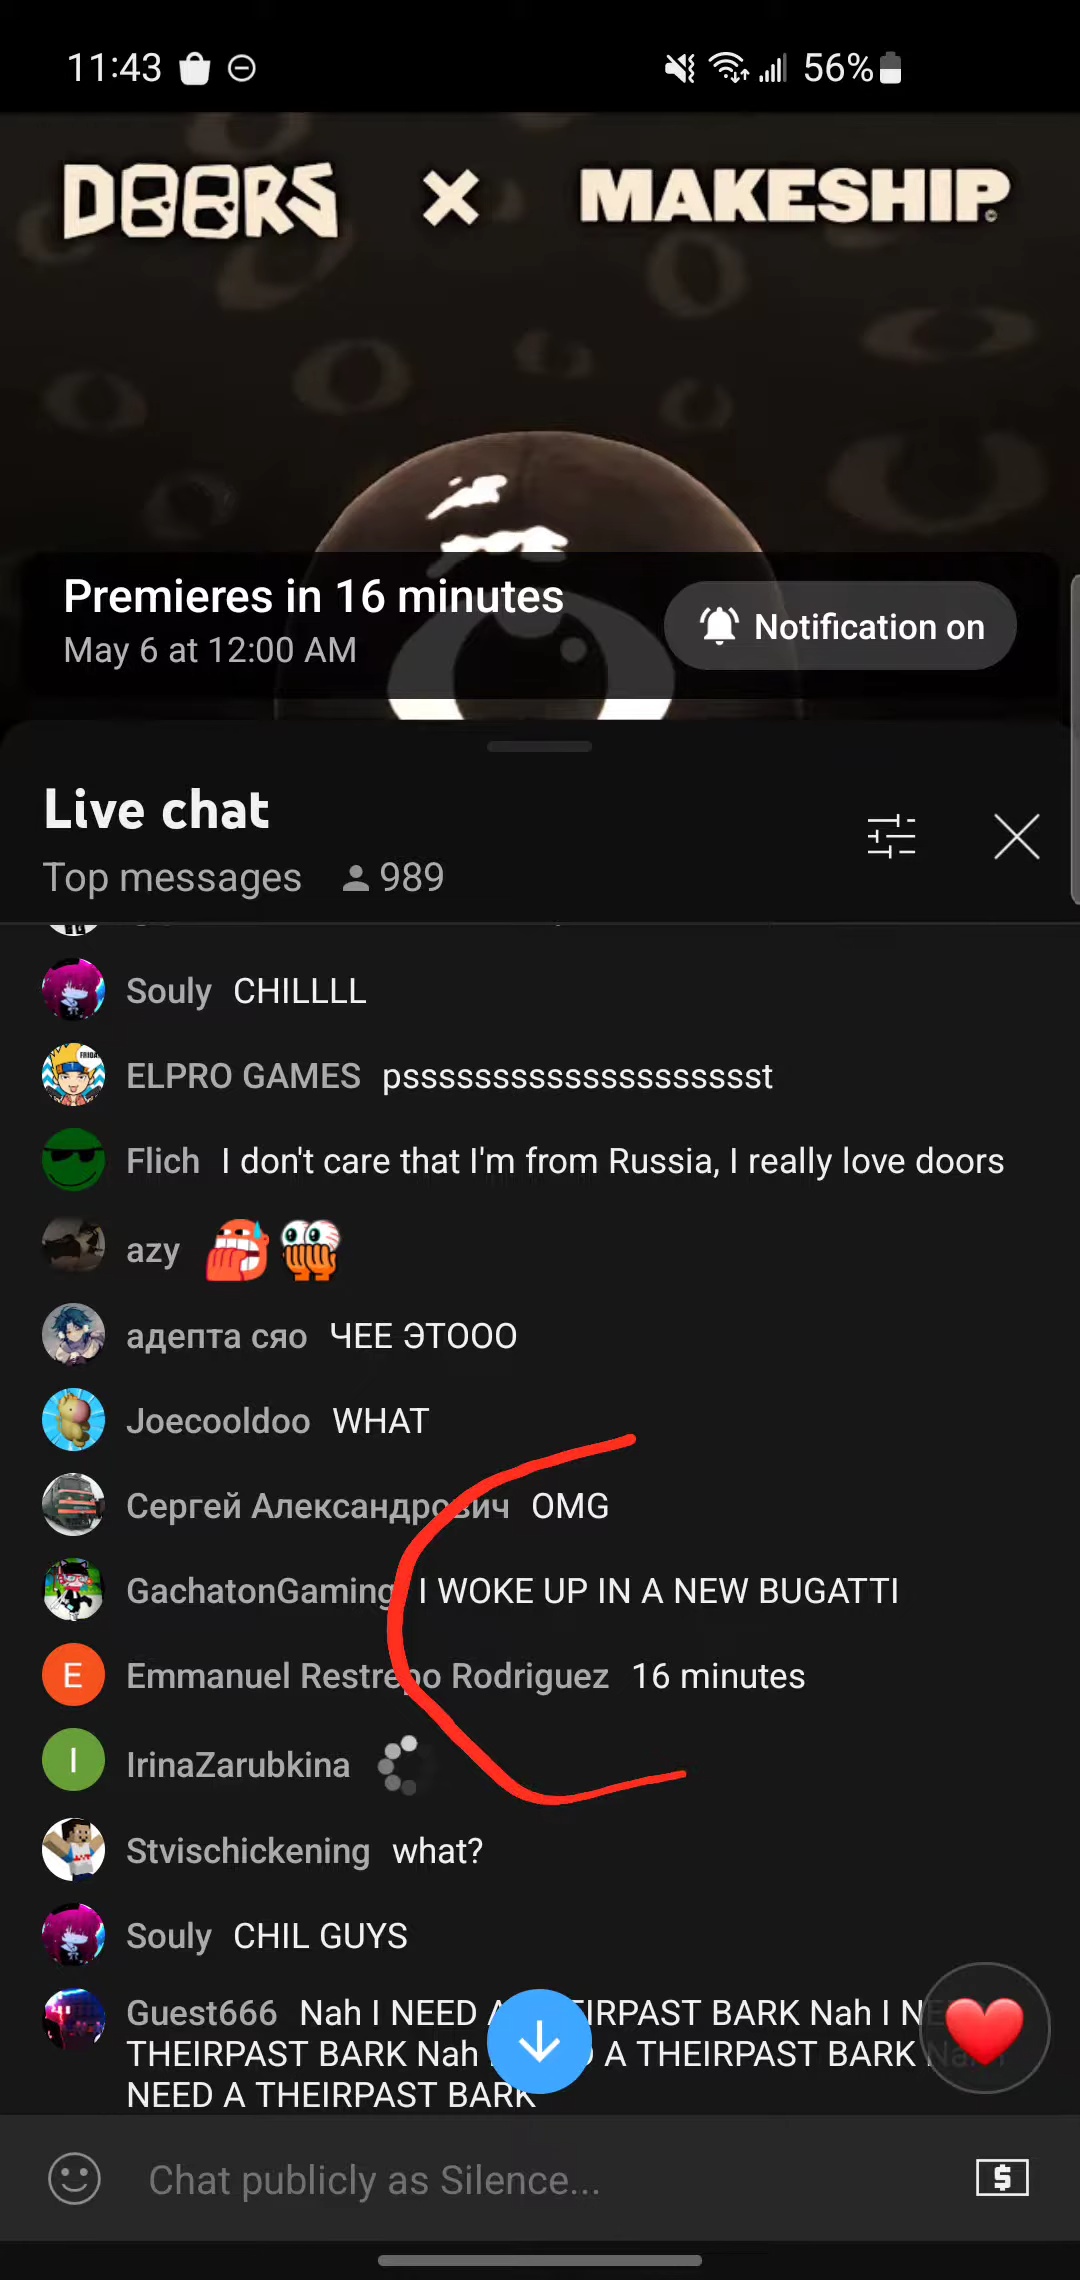 11:43
56%
DOORS × MAKESHIP
Premieres in 16 minutes
May 6 at 12:00 AM
Notification on
Live chat
Top messages 989
Souly CHILLLL
ELPRO GAMES psssssssssssssssssssst
Flich I don't care that I'm from Russia, I really love doors
azy
адепта сяо ЧЕЕ ЭТООО
Joecooldoo WHAT
Сергей Александрович OMG
GachatonGaming I WOKE UP IN A NEW BUGATTI
E Emmanuel Restrepo Rodriguez 16 minutes
I IrinaZarubkina
Stvischickening what?
Souly CHIL GUYS
Guest666 Nah I NEED A THEIRPAST BARK Nah I NEED A
THEIRPAST BARK Nah I NEED A THEIRPAST BARK Nah I
NEED A THEIRPAST BARK
Chat publicly as Silence...